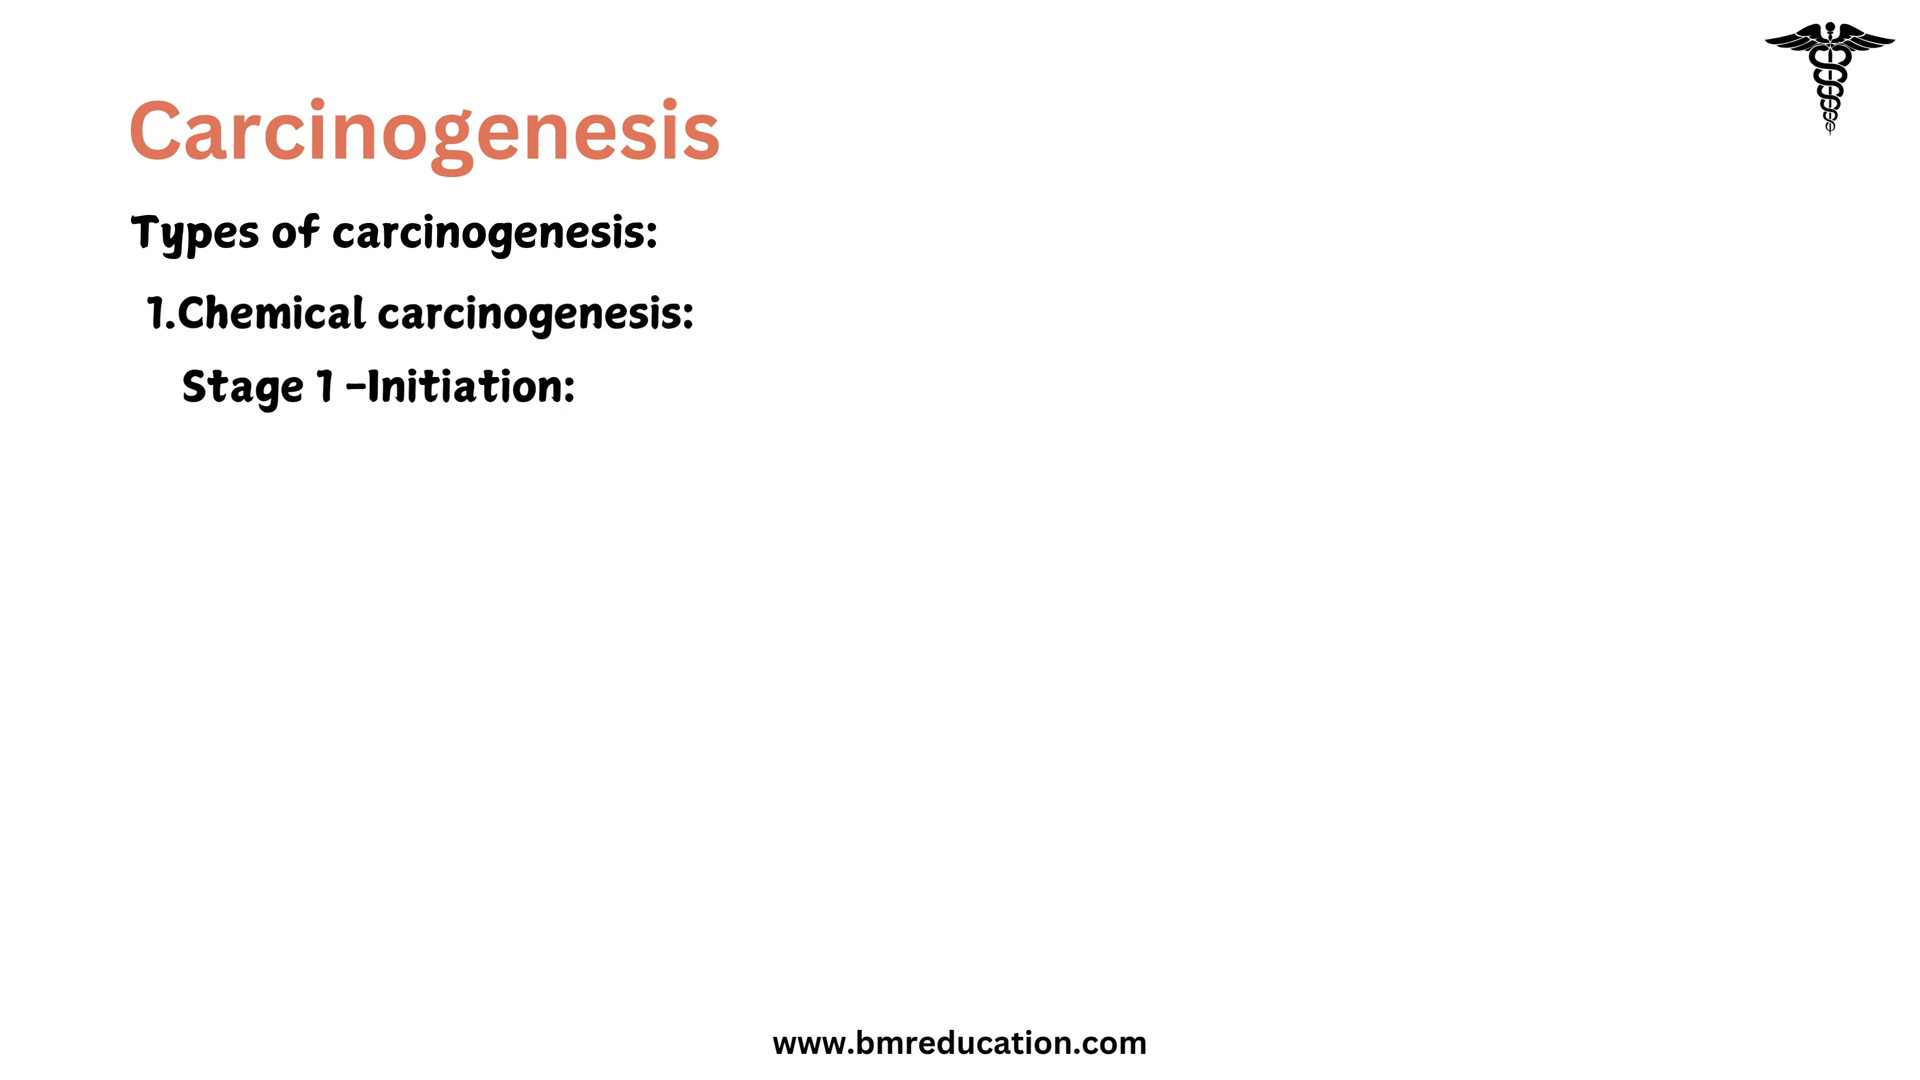 Carcinogenesis
Types of carcinogenesis:
1.Chemical carcinogenesis:
Stage 1 -Initiation:
www.bmreducation.com